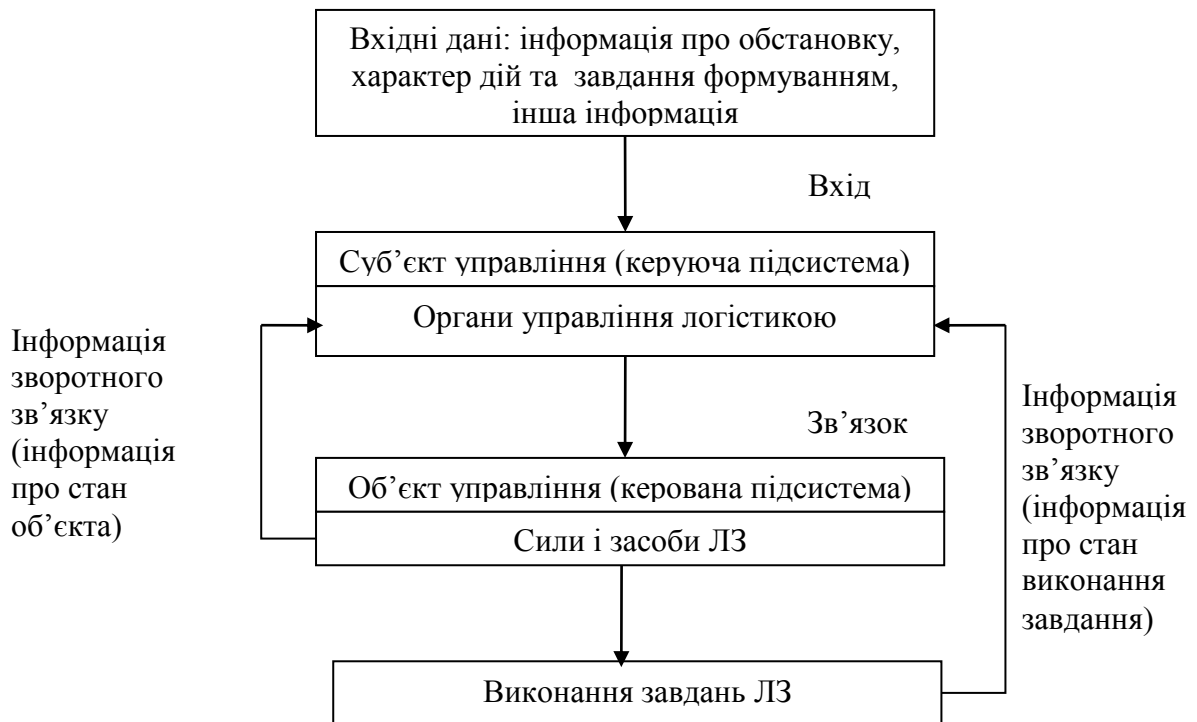 Вхідні дані: інформація про обстановку,
характер дій та завдання формуванням,
інша інформація
Вхід
Суб’єкт управління (керуюча підсистема)
Органи управління логістикою
Інформація
зворотного
зв’язку
(інформація
про стан
об’єкта)
Зв’язок
Інформація
зворотного
зв’язку
(інформація
про стан
виконання
завдання)
Об’єкт управління (керована підсистема)
Сили і засоби ЛЗ
Виконання завдань ЛЗ